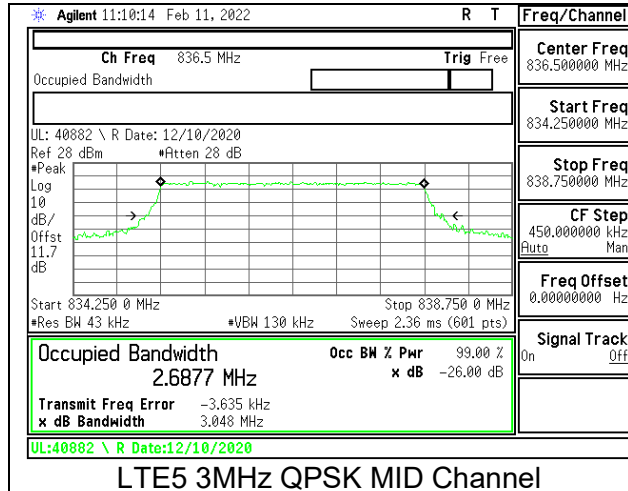 Agilent 11:10:14 Feb 11, 2022 R T Freq/Channel
Ch Freq 836.5 MHz Trig Free
Occupied Bandwidth
Center Freq
836.500000 MHz
Start Freq
834.250000 MHz
Stop Freq
838.750000 MHz
CF Step
450.000000 kHz
Auto Man
Freq Offset
0.00000000 Hz
Signal Track
On Off
UL: 40882 \ R Date: 12/10/2020
Ref 28 dBm #Atten 28 dB
#Peak
Log
10
dB/
Offst
11.7
dB
Start 834.250 0 MHz Stop 838.750 0 MHz
#Res BW 43 kHz #VBW 130 kHz Sweep 2.36 ms (601 pts)
Occupied Bandwidth Occ BW % Pwr 99.00 %
2.6877 MHz x dB -26.00 dB
Transmit Freq Error -3.635 kHz
x dB Bandwidth 3.048 MHz
UL:40882 \ R Date:12/10/2020
LTE5 3MHz QPSK MID Channel